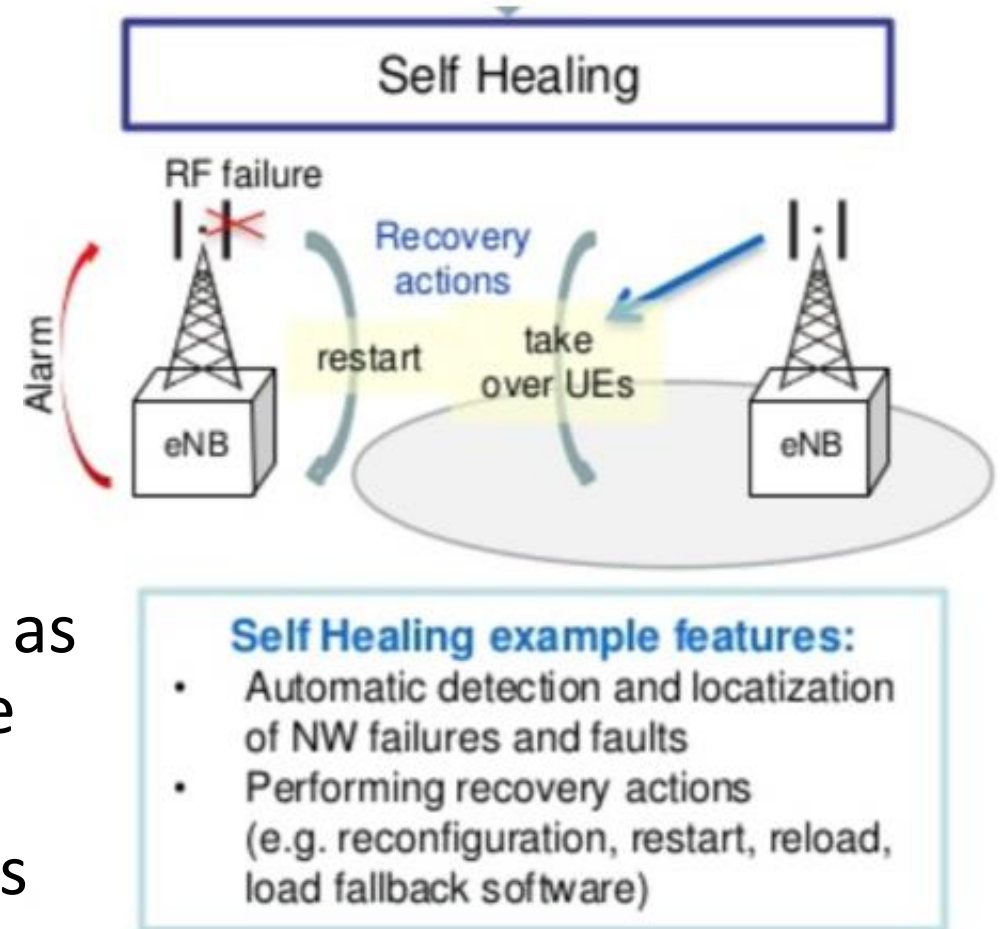 Self Healing
RF failure
Recovery
actions
Alarm
restart
take
over UEs
eNB
eNB
as
e
s
Self Healing example features:
• Automatic detection and locatization
of NW failures and faults
• Performing recovery actions
(e.g. reconfiguration, restart, reload,
load fallback software)